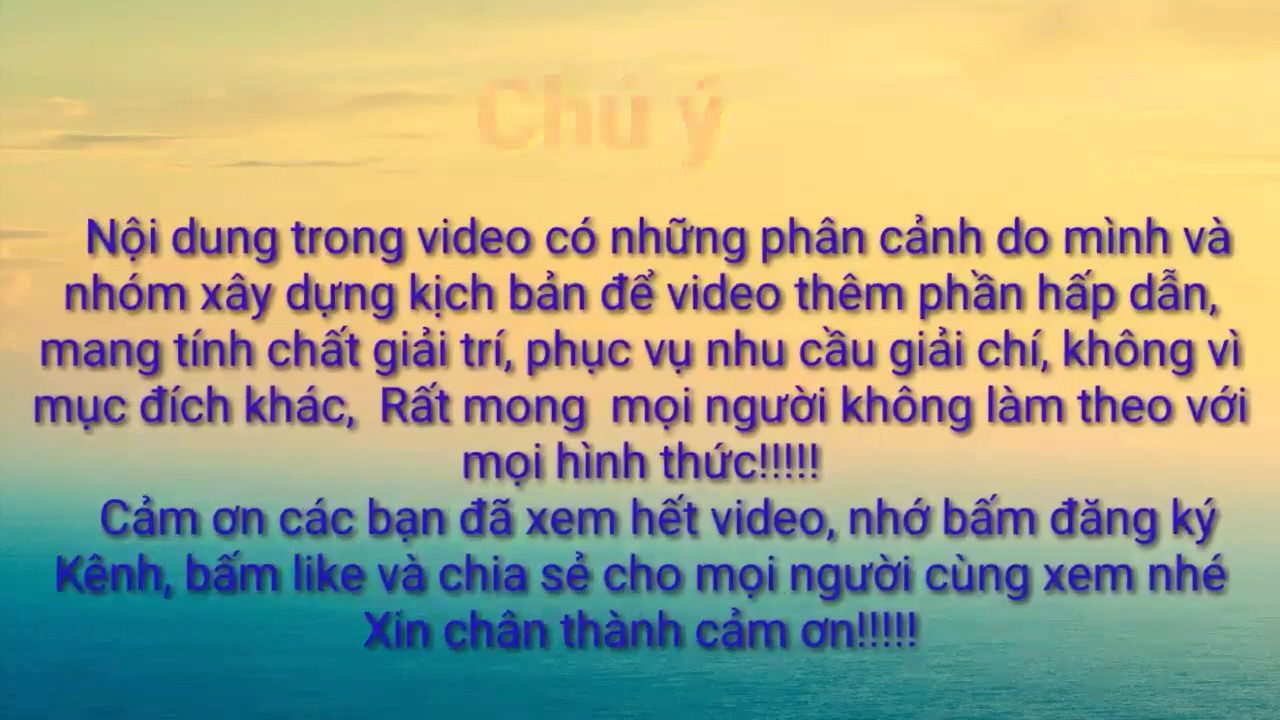 Chú ý
Nội dung trong video có những phân cảnh do mình và
nhóm xây dựng kịch bản để video thêm phần hấp dẫn,
mang tính chất giải trí, phục vụ nhu cầu giải chí, không vì
mục đích khác, Rất mong mọi người không làm theo với
mọi hình thức!!!!!
Cảm ơn các bạn đã xem hết video, nhớ bấm đăng ký
Kênh, bấm like và chia sẻ cho mọi người cùng xem nhé
Xin chân thành cảm ơn!!!!!